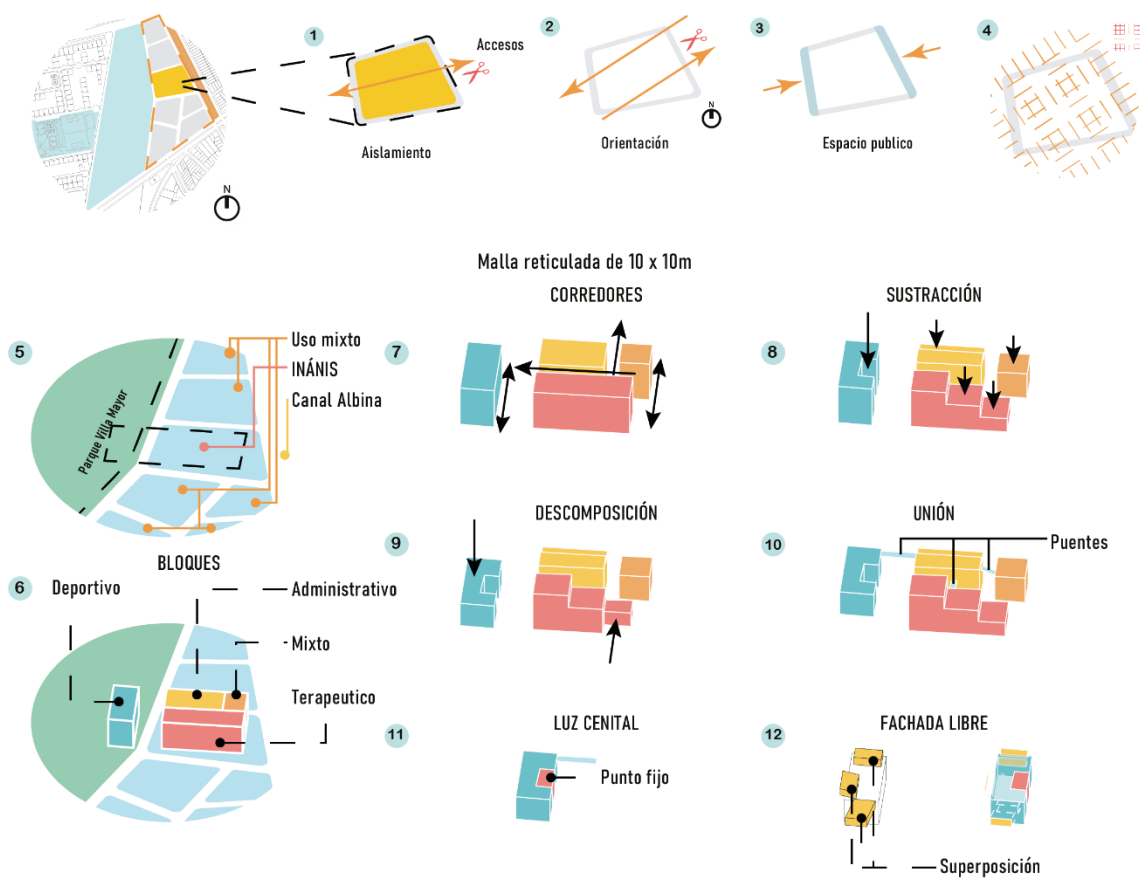 1
Accesos
Aislamiento
N
2
Orientación
N
3
Espacio publico
4
Malla reticulada de 10 x 10m
5
Uso mixto
INÁNIS
Canal Albina
Parque Villa Mayor
BLOQUES
6
Deportivo
Administrativo
Mixto
Terapeutico
7
CORREDORES
8
SUSTRACCIÓN
9
DESCOMPOSICIÓN
10
UNIÓN
Puentes
11
LUZ CENITAL
Punto fijo
12
FACHADA LIBRE
Superposición